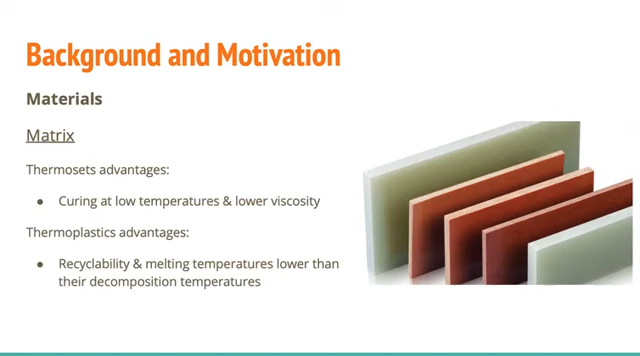 Background and Motivation
Materials
Matrix
Thermosets advantages:
● Curing at low temperatures & lower viscosity
Thermoplastics advantages:
● Recyclability & melting temperatures lower than
their decomposition temperatures